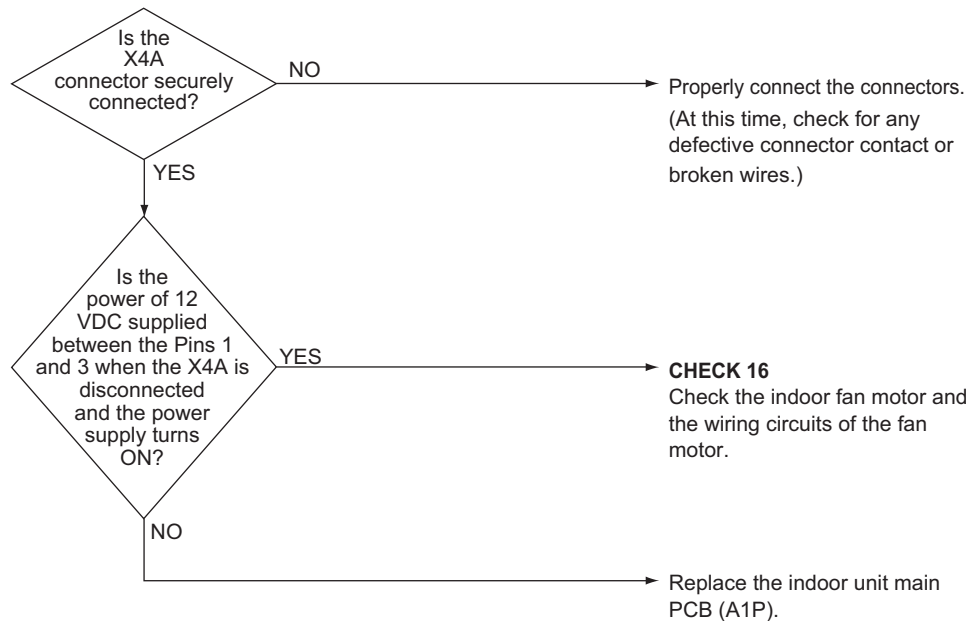 Is the
X4A
connector securely
connected?
NO
Properly connect the connectors.
(At this time, check for any
defective connector contact or
broken wires.)
YES
Is the
power of 12
VDC supplied
between the Pins 1
and 3 when the X4A is
disconnected
and the power
supply turns
ON?
YES
CHECK 16
Check the indoor fan motor and
the wiring circuits of the fan
motor.
NO
Replace the indoor unit main
PCB (A1P).